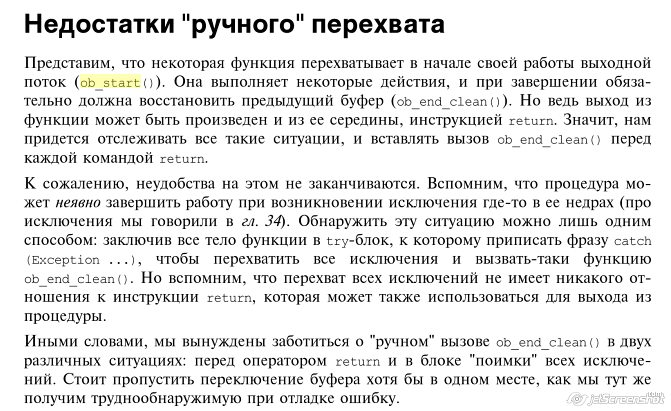 Недостатки "ручного" перехвата
Представим, что некоторая функция перехватывает в начале своей работы выходной
поток (ob_start()). Она выполняет некоторые действия, и при завершении обяза-
тельно должна восстановить предыдущий буфер (ob_end_clean()). Но ведь выход из
функции может быть произведен и из ее середины, инструкцией return. Значит, нам
придется отслеживать все такие ситуации, и вставлять вызов ob_end_clean() перед
каждой командой return.
К сожалению, неудобства на этом не заканчиваются. Вспомним, что процедура мо-
жет неявно завершить работу при возникновении исключения где-то в ее недрах (про
исключения мы говорили в гл. 34). Обнаружить эту ситуацию можно лишь одним
способом: заключив все тело функции в try-блок, к которому приписать фразу catch
(Exception ...), чтобы перехватить все исключения и вызвать-таки функцию
ob_end_clean(). Но вспомним, что перехват всех исключений не имеет никакого от-
ношения к инструкции return, которая может также использоваться для выхода из
процедуры.
Иными словами, мы вынуждены заботиться о "ручном" вызове ob_end_clean() в двух
различных ситуациях: перед оператором return и в блоке "поимки" всех исключе-
ний. Стоит пропустить переключение буфера хотя бы в одном месте, как мы тут же
получим труднообнаружимую при отладке ошибку.
jetScreenshot